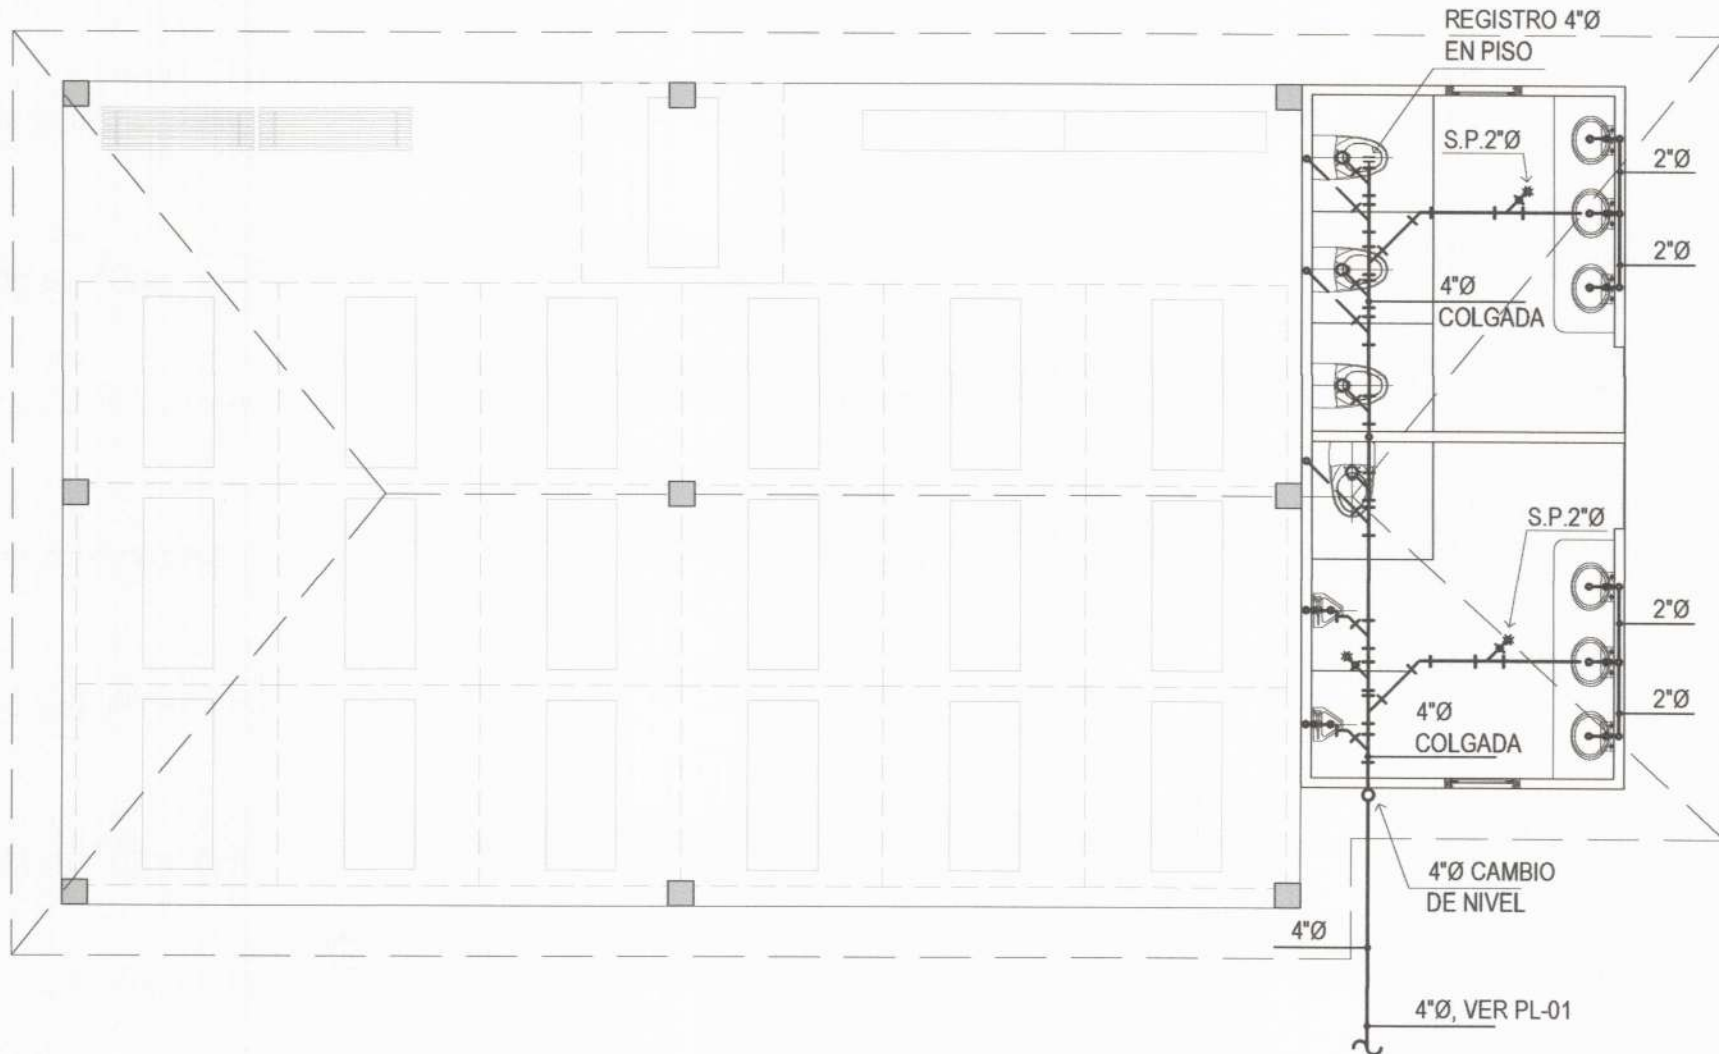 REGISTRO 4"Ø
EN PISO
S.P.2"Ø
2"Ø
2"Ø
4"Ø
COLGADA
S.P.2"Ø
2"Ø
2"Ø
4"Ø
COLGADA
4"Ø CAMBIO
DE NIVEL
4"Ø
4"Ø, VER PL-01